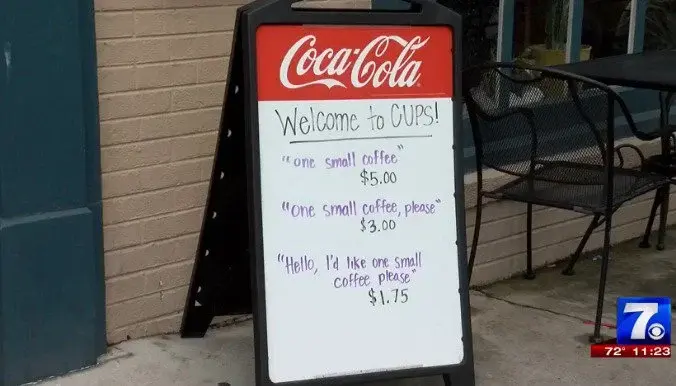 Coca-Cola
Welcome to CUPS!
"one small coffee"
$5.00
"one small coffee, please"
$3.00
"Hello, I'd like one small
coffee please"
$1.75
7
72° 11:23